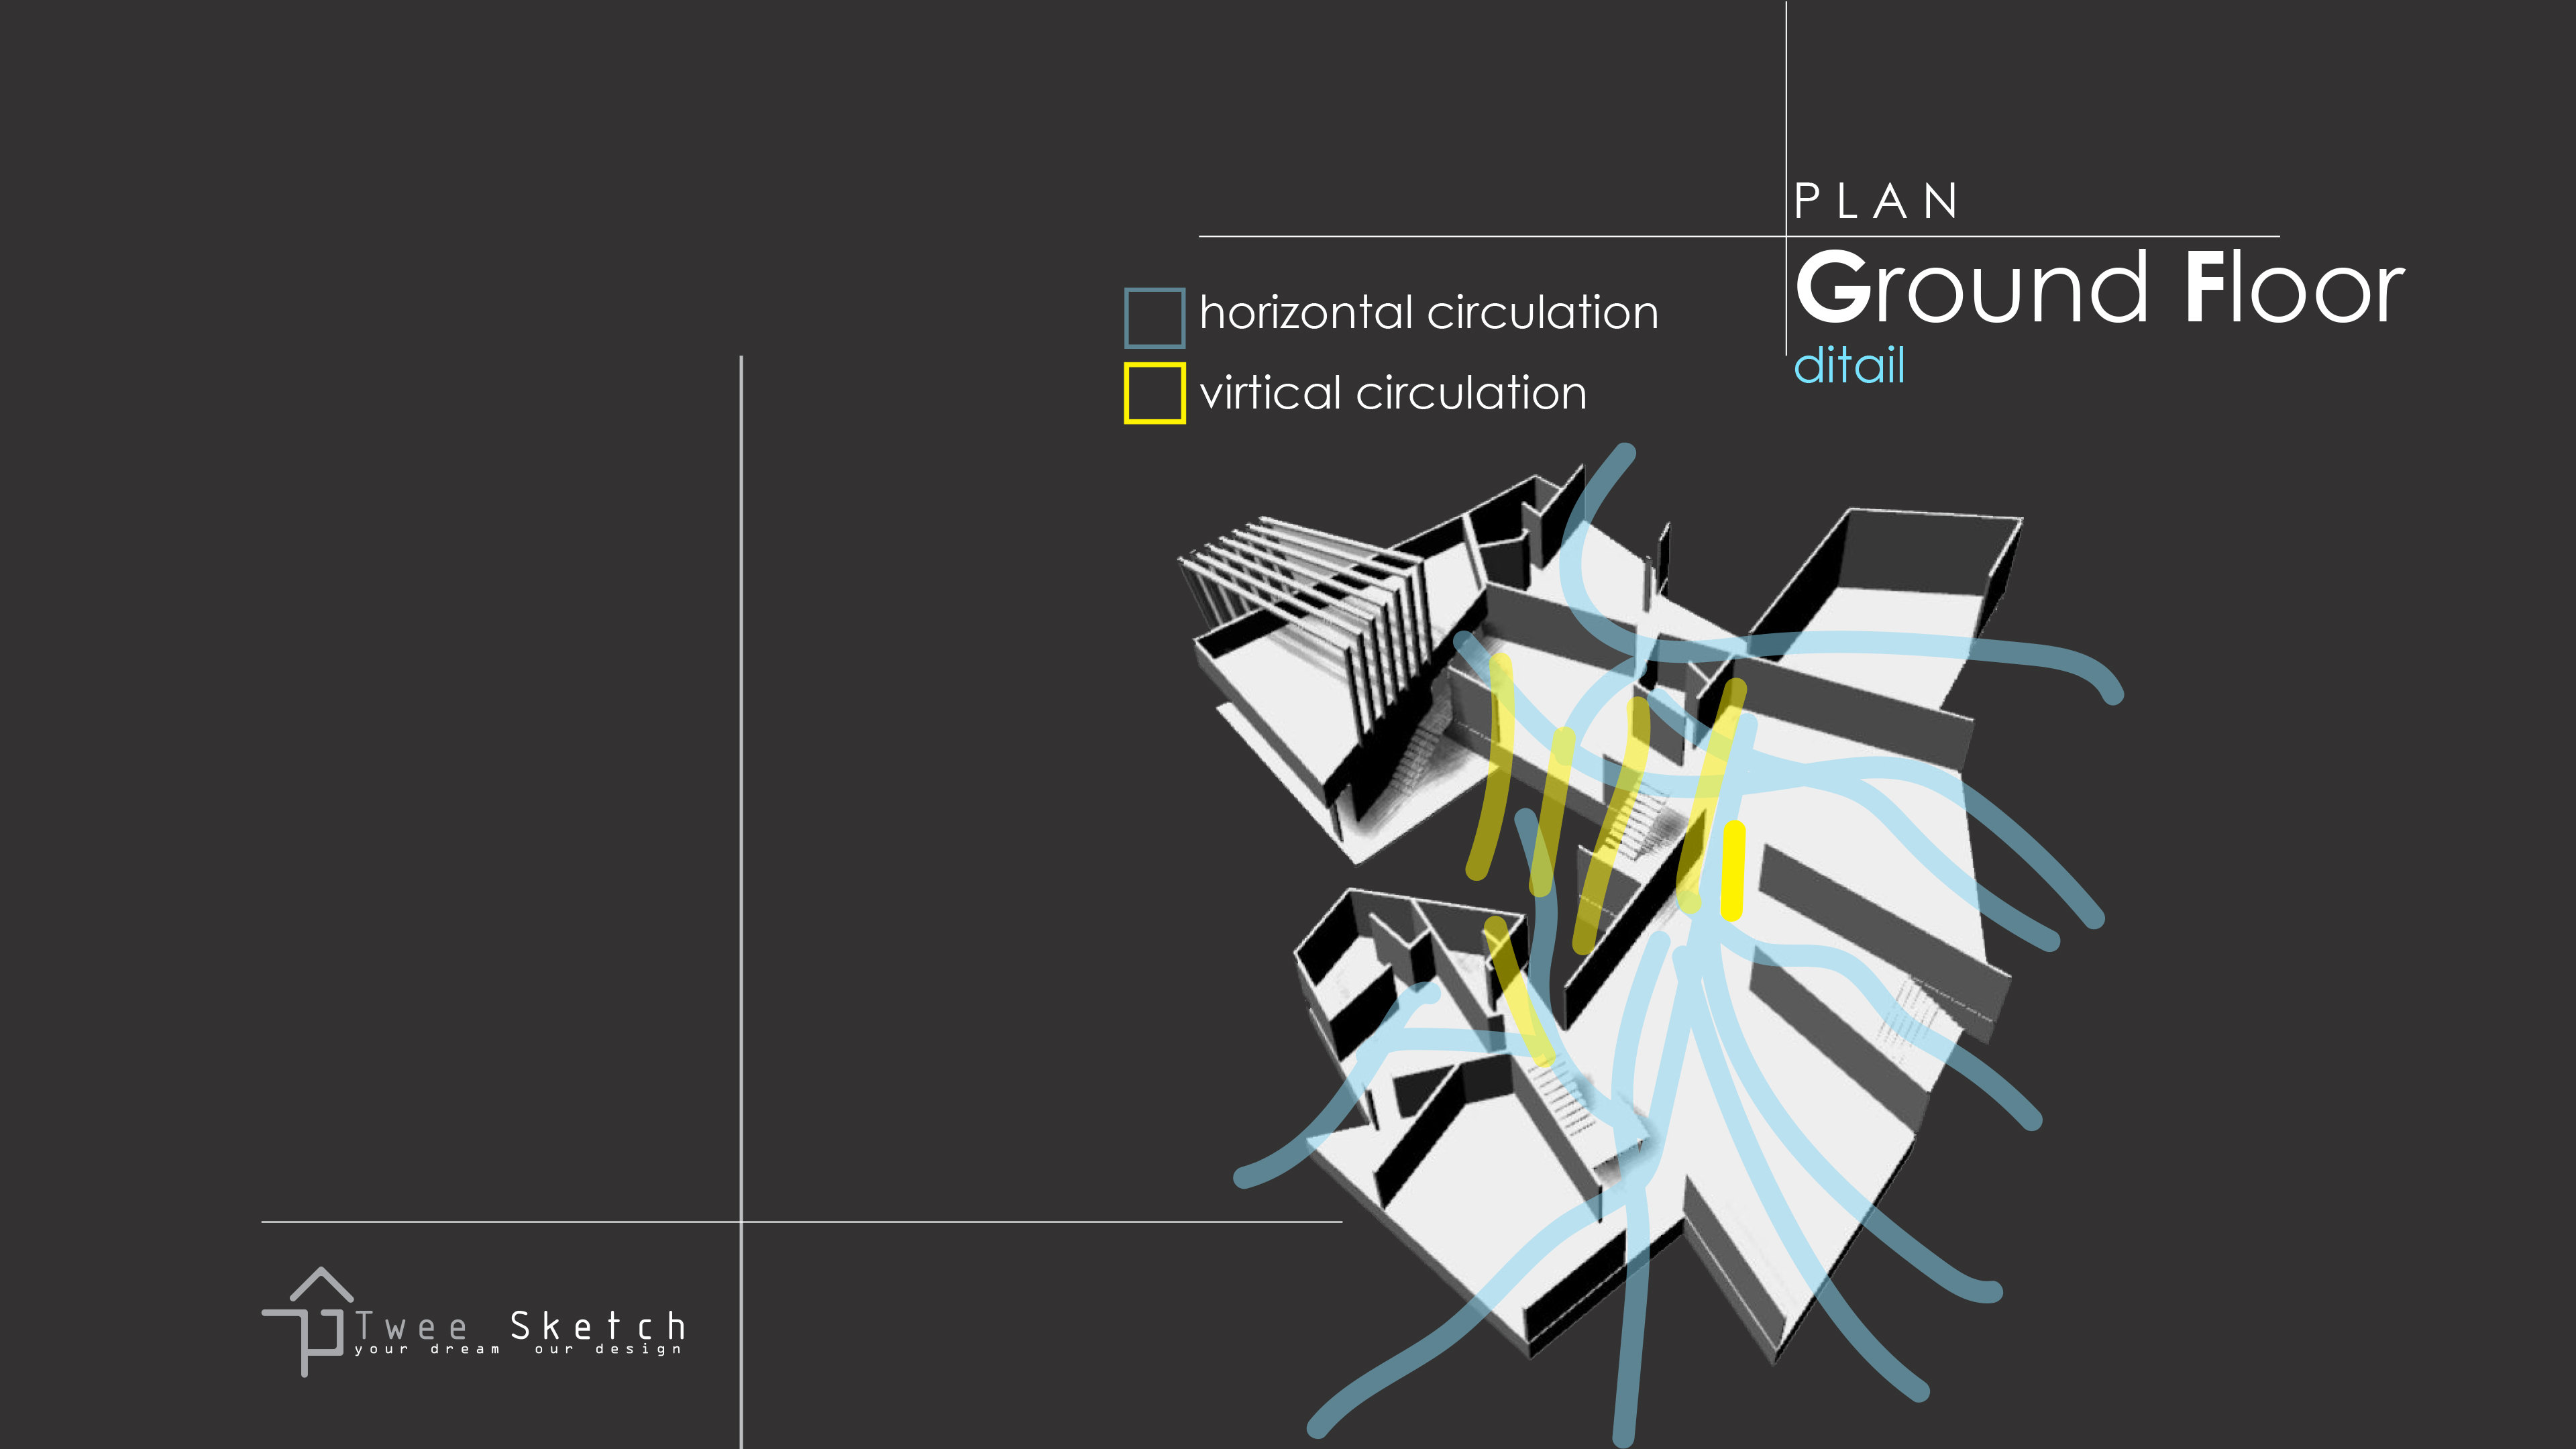 PLAN
Ground Floor
ditail
horizontal circulation
virtical circulation
Twee Sketch
your dream our design